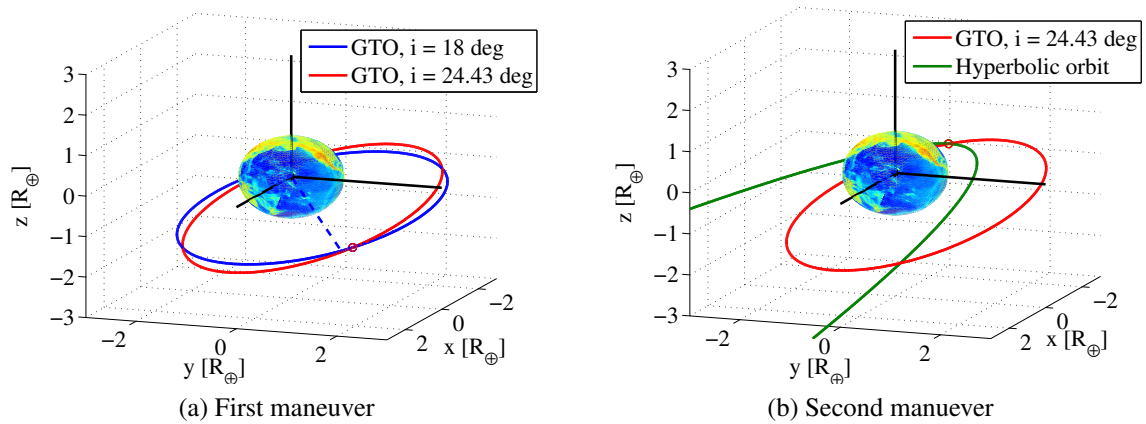 GTO, i = 18 deg
GTO, i = 24.43 deg
3
2
1
0
−1
−2
−3
z [R⊕]
−2
0
2
y [R⊕]
2
0
−2
x [R⊕]
(a) First maneuver
GTO, i = 24.43 deg
Hyperbolic orbit
3
2
1
0
−1
−2
−3
z [R⊕]
−2
0
2
y [R⊕]
2
0
−2
x [R⊕]
(b) Second manuever